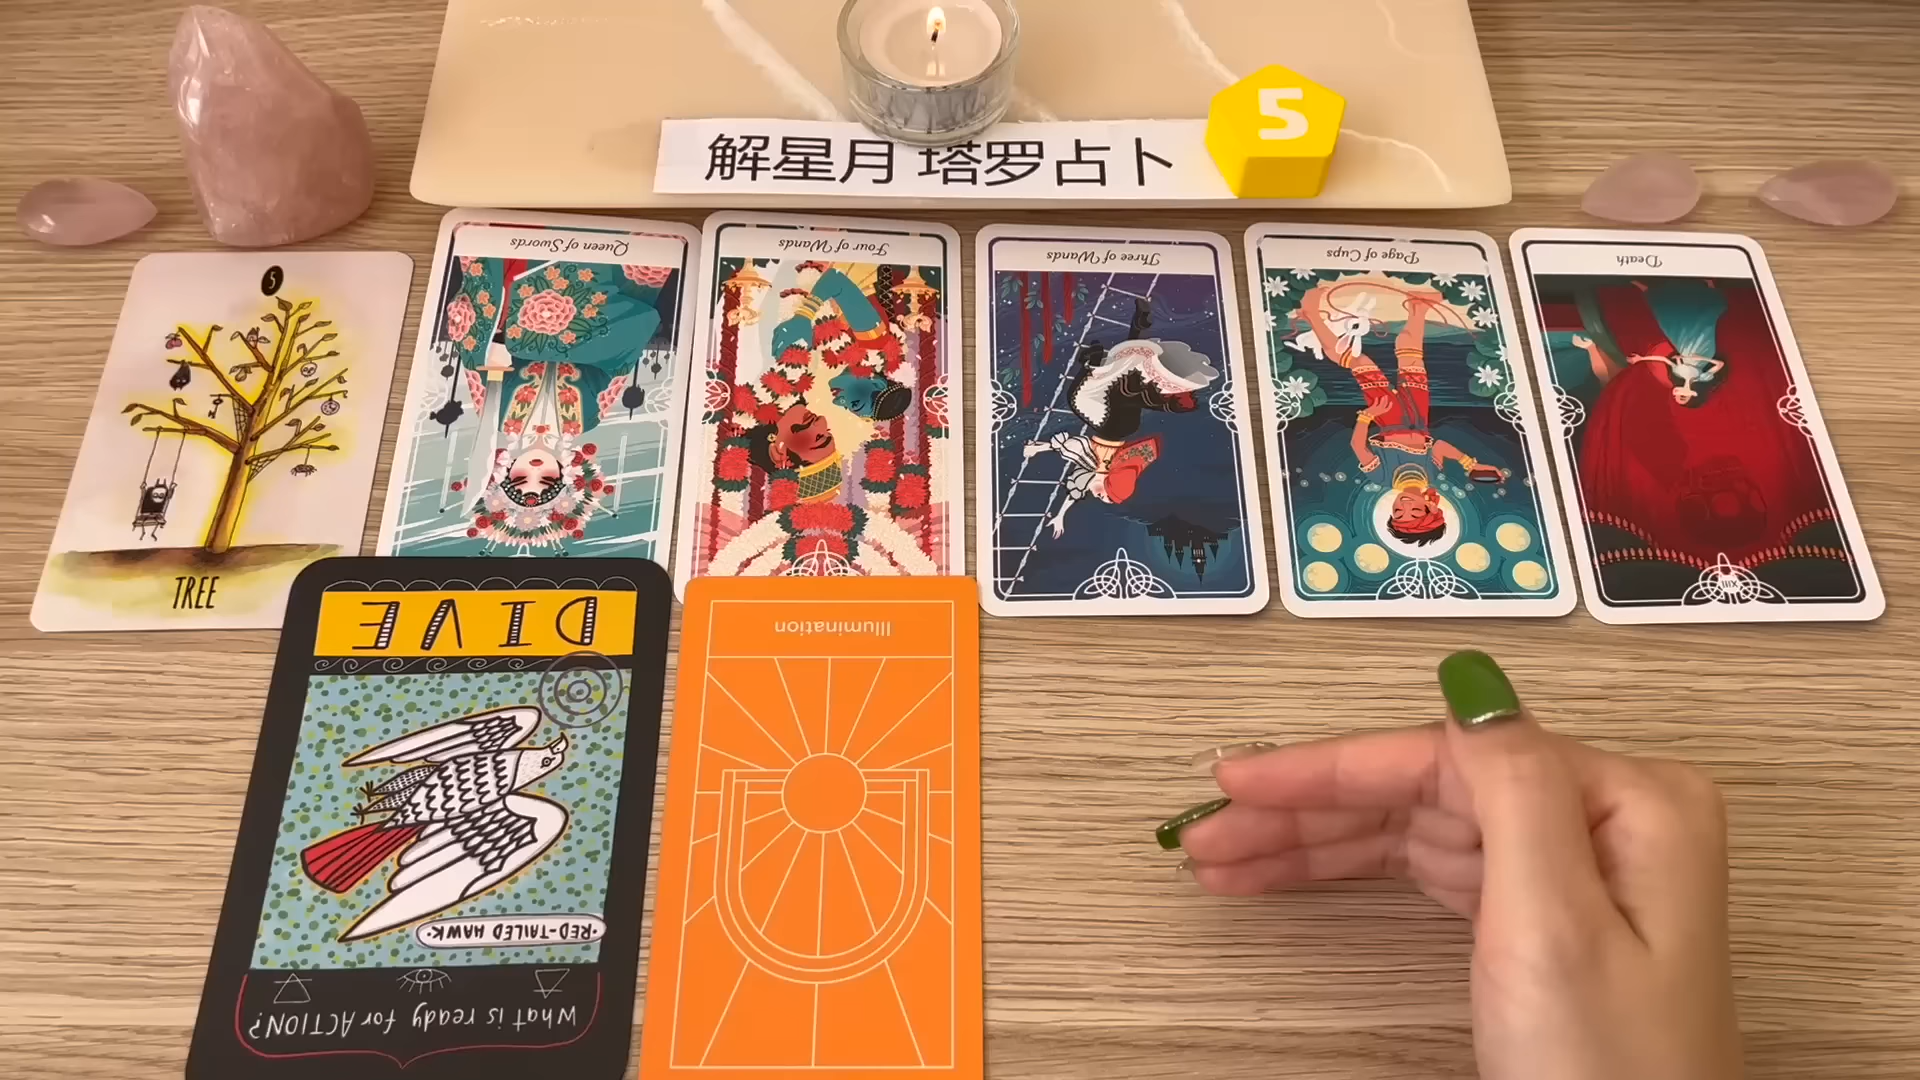 解星月 塔罗占卜
5
5
TREE
Queen of Swords
Four of Wands
Three of Wands
Page of Cups
Death
XIII
DIVE
·RED-TAILED HAWK·
What is ready for ACTION?
Illumination